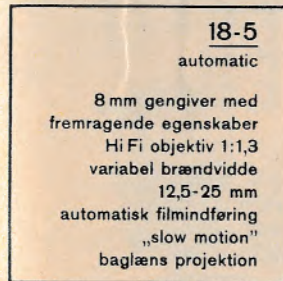 18-5
automatic
8 mm gengiver med
fremragende egenskaber
Hi Fi objektiv 1:1,3
variabel brændvidde
12,5-25 mm
automatisk filmindføring
„slow motion”
baglæns projektion